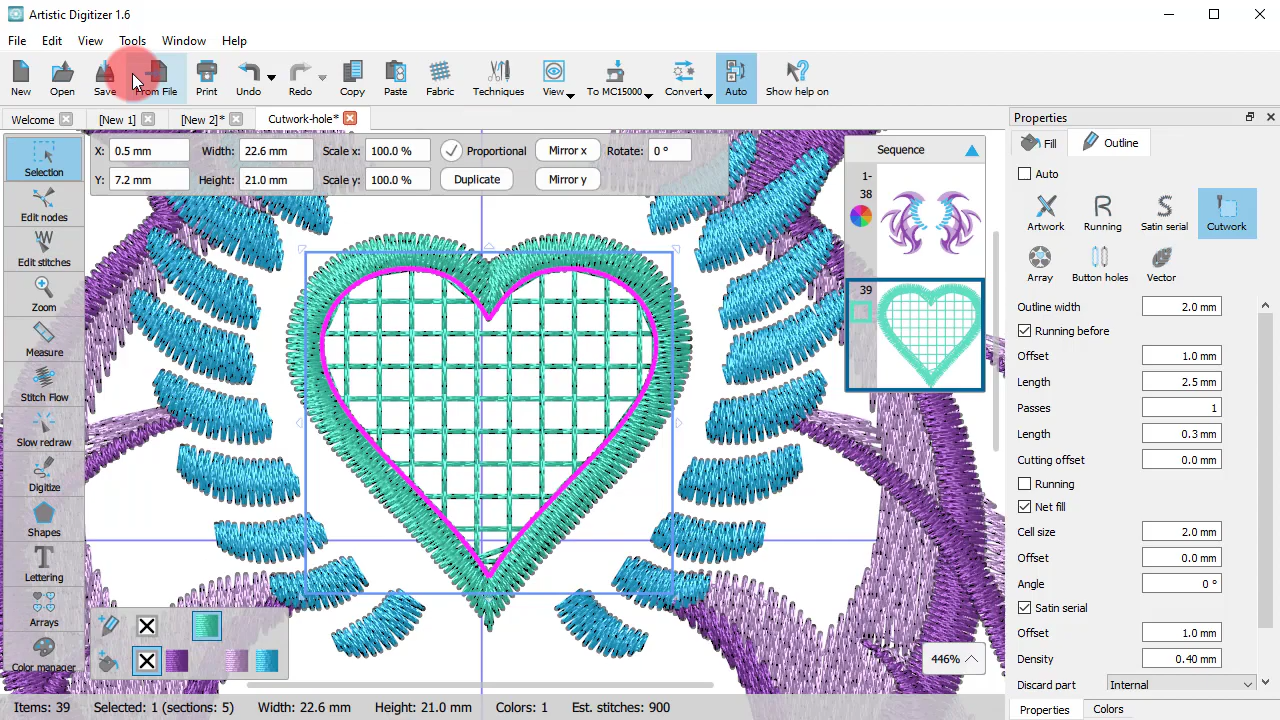 Artistic Digitizer 1.6
File Edit View Tools Window Help
New Open Save From File Print Undo Redo Copy Paste Fabric Techniques View To MC15000 Convert Auto Show help on
Welcome [New 1] [New 2]* Cutwork-hole* Properties
X: 0.5 mm Width: 22.6 mm Scale x: 100.0 % Proportional Mirror x Rotate: 0 °
Y: 7.2 mm Height: 21.0 mm Scale y: 100.0 % Duplicate Mirror y
Selection
Edit nodes
Edit stitches
Zoom
Measure
Stitch Flow
Slow redraw
Digitize
Shapes
Lettering
Arrays
Color manager
Sequence
1-
38
39
446%
Fill Outline
Auto
Artwork Running Satin serial Cutwork
Array Button holes Vector
Outline width 2.0 mm
Running before
Offset 1.0 mm
Length 2.5 mm
Passes 1
Length 0.3 mm
Cutting offset 0.0 mm
Running
Net fill
Cell size 2.0 mm
Offset 0.0 mm
Angle 0 °
Satin serial
Offset 1.0 mm
Density 0.40 mm
Discard part Internal
Properties Colors
Items: 39 Selected: 1 (sections: 5) Width: 22.6 mm Height: 21.0 mm Colors: 1 Est. stitches: 900